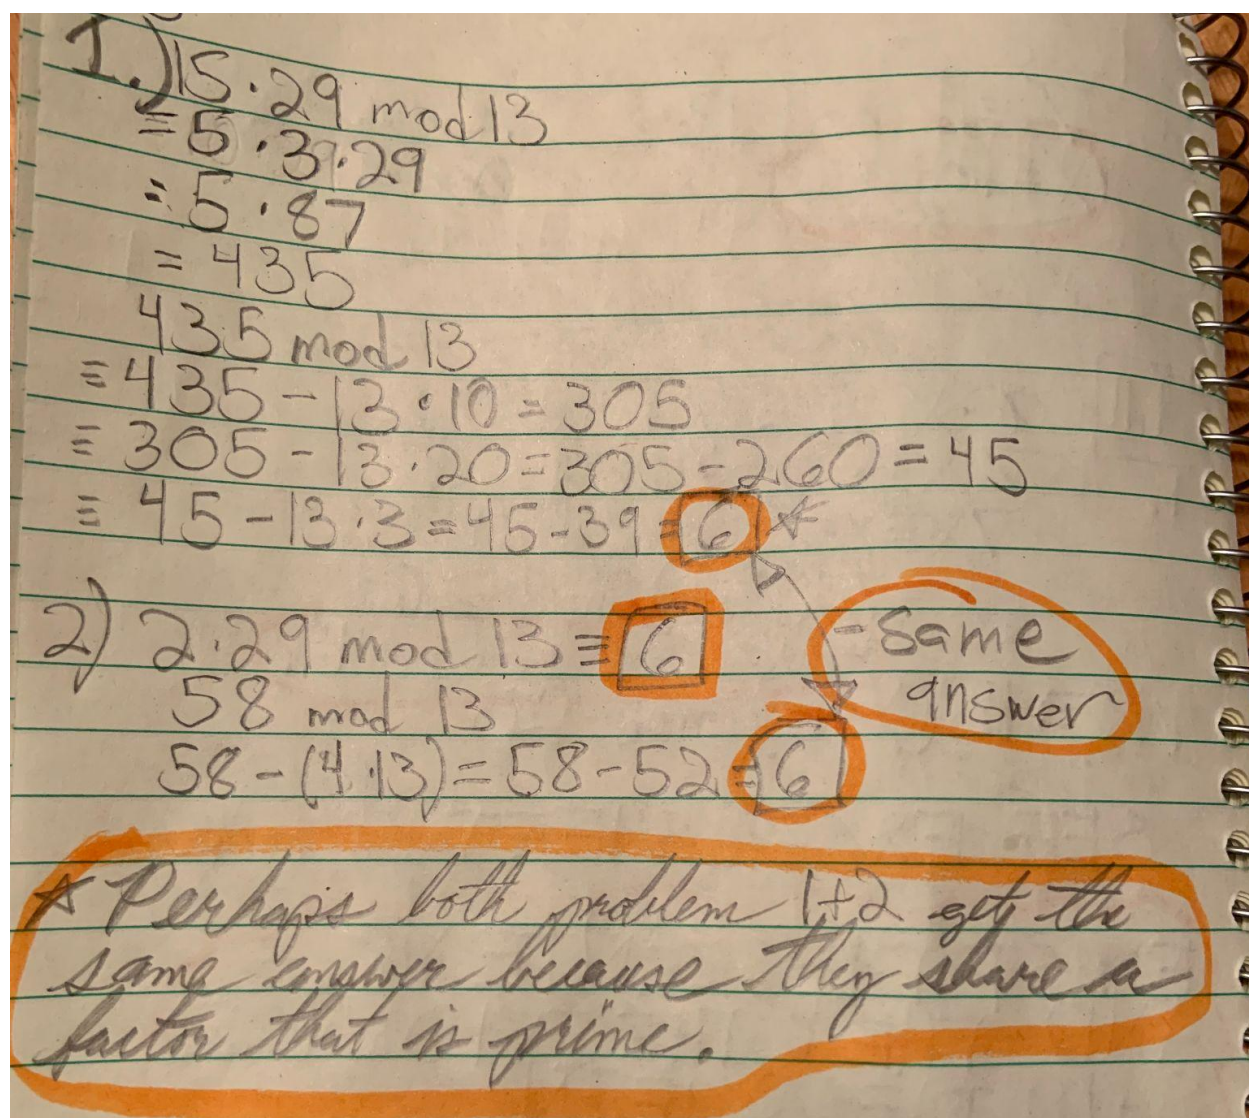 1.) 15·29 mod 13
= 5·3·29
= 5·87
= 435
435 mod 13
≡ 435 - 13·10 = 305
≡ 305 - 13·20 = 305 - 260 = 45
≡ 45 - 13·3 = 45 - 39 = 6 ☆
2) 2·29 mod 13 ≡ 6
- same
58 mod 13
answer
58 - (4·13) = 58 - 52 = 6
☆ Perhaps both problem 1+2 get the
same answer because they share a
factor that is prime.